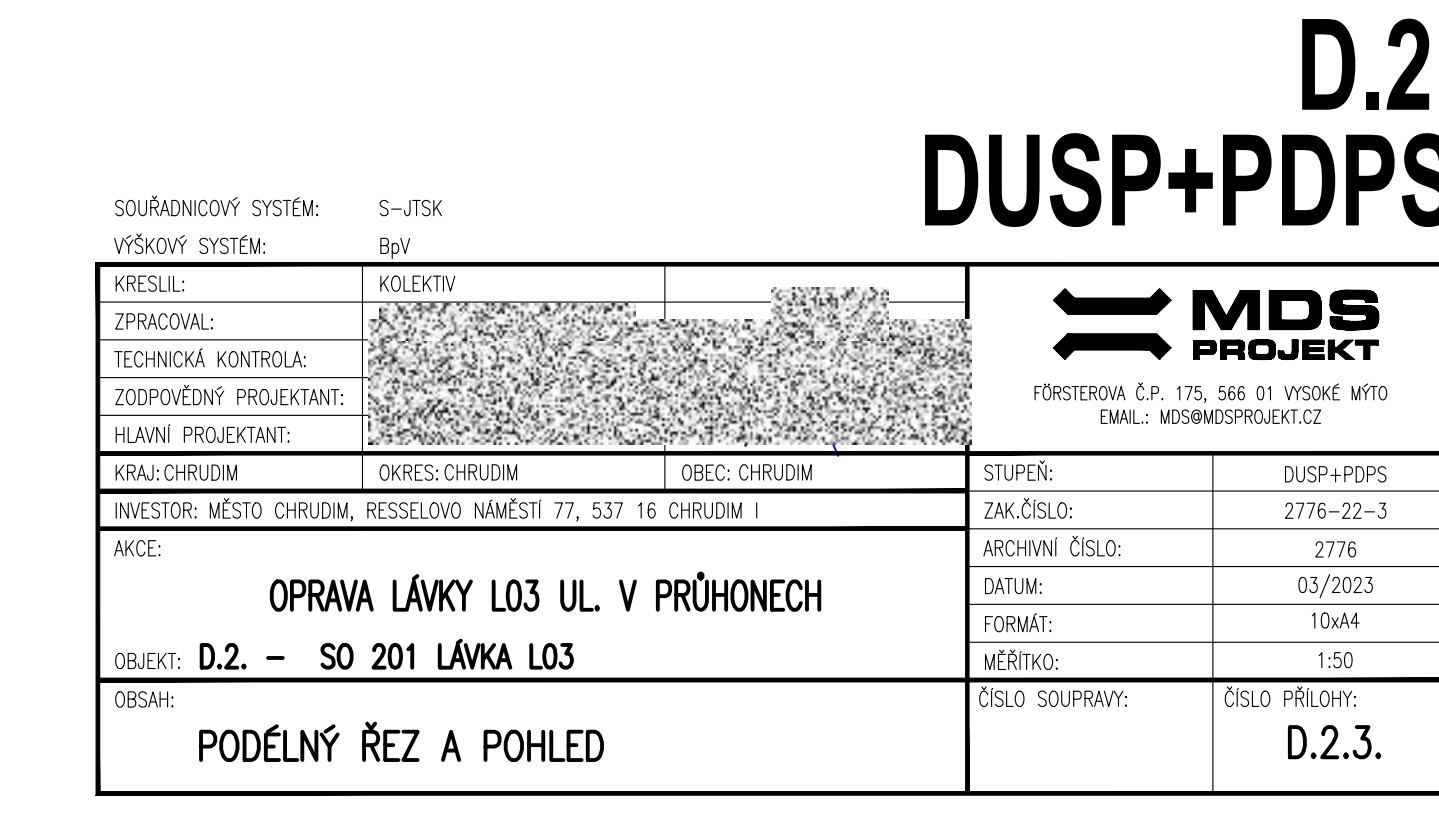 D.2
DUSP+PDPS
SOUŘADNICOVÝ SYSTÉM: S-JTSK
VÝŠKOVÝ SYSTÉM: BpV
KRESLIL: KOLEKTIV
ZPRACOVAL:
TECHNICKÁ KONTROLA:
ZODPOVĚDNÝ PROJEKTANT:
HLAVNÍ PROJEKTANT:
MDS
PROJEKT
FÖRSTEROVA Č.P. 175, 566 01 VYSOKÉ MÝTO
EMAIL.: MDS@MDSPROJEKT.CZ
KRAJ: CHRUDIM OKRES: CHRUDIM OBEC: CHRUDIM
INVESTOR: MĚSTO CHRUDIM, RESSELOVO NÁMĚSTÍ 77, 537 16 CHRUDIM I
AKCE:
OPRAVA LÁVKY L03 UL. V PRŮHONECH
OBJEKT: D.2. - SO 201 LÁVKA L03
OBSAH:
PODÉLNÝ ŘEZ A POHLED
STUPEŇ: DUSP+PDPS
ZAK.ČÍSLO: 2776-22-3
ARCHIVNÍ ČÍSLO: 2776
DATUM: 03/2023
FORMÁT: 10xA4
MĚŘÍTKO: 1:50
ČÍSLO SOUPRAVY:
ČÍSLO PŘÍLOHY:
D.2.3.